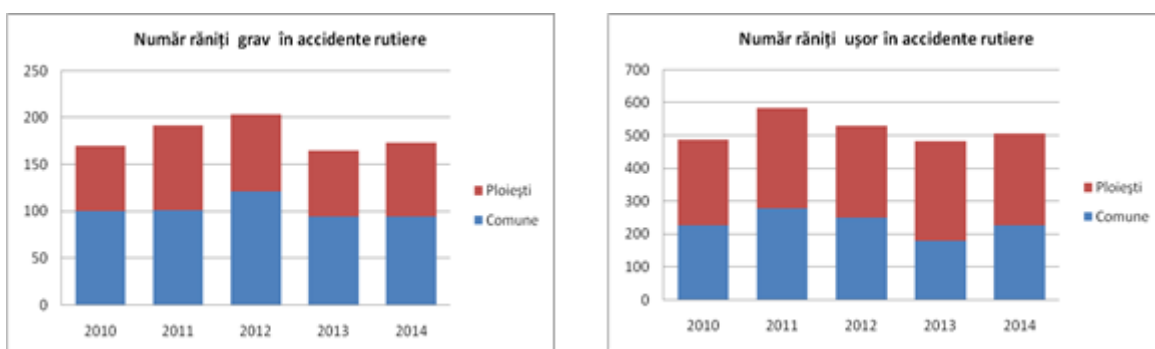 Număr răniți grav în accidente rutiere
250
200
150
100
50
0
2010 2011 2012 2013 2014
Ploiești
Comune
Număr răniți ușor în accidente rutiere
700
600
500
400
300
200
100
0
2010 2011 2012 2013 2014
Ploiești
Comune